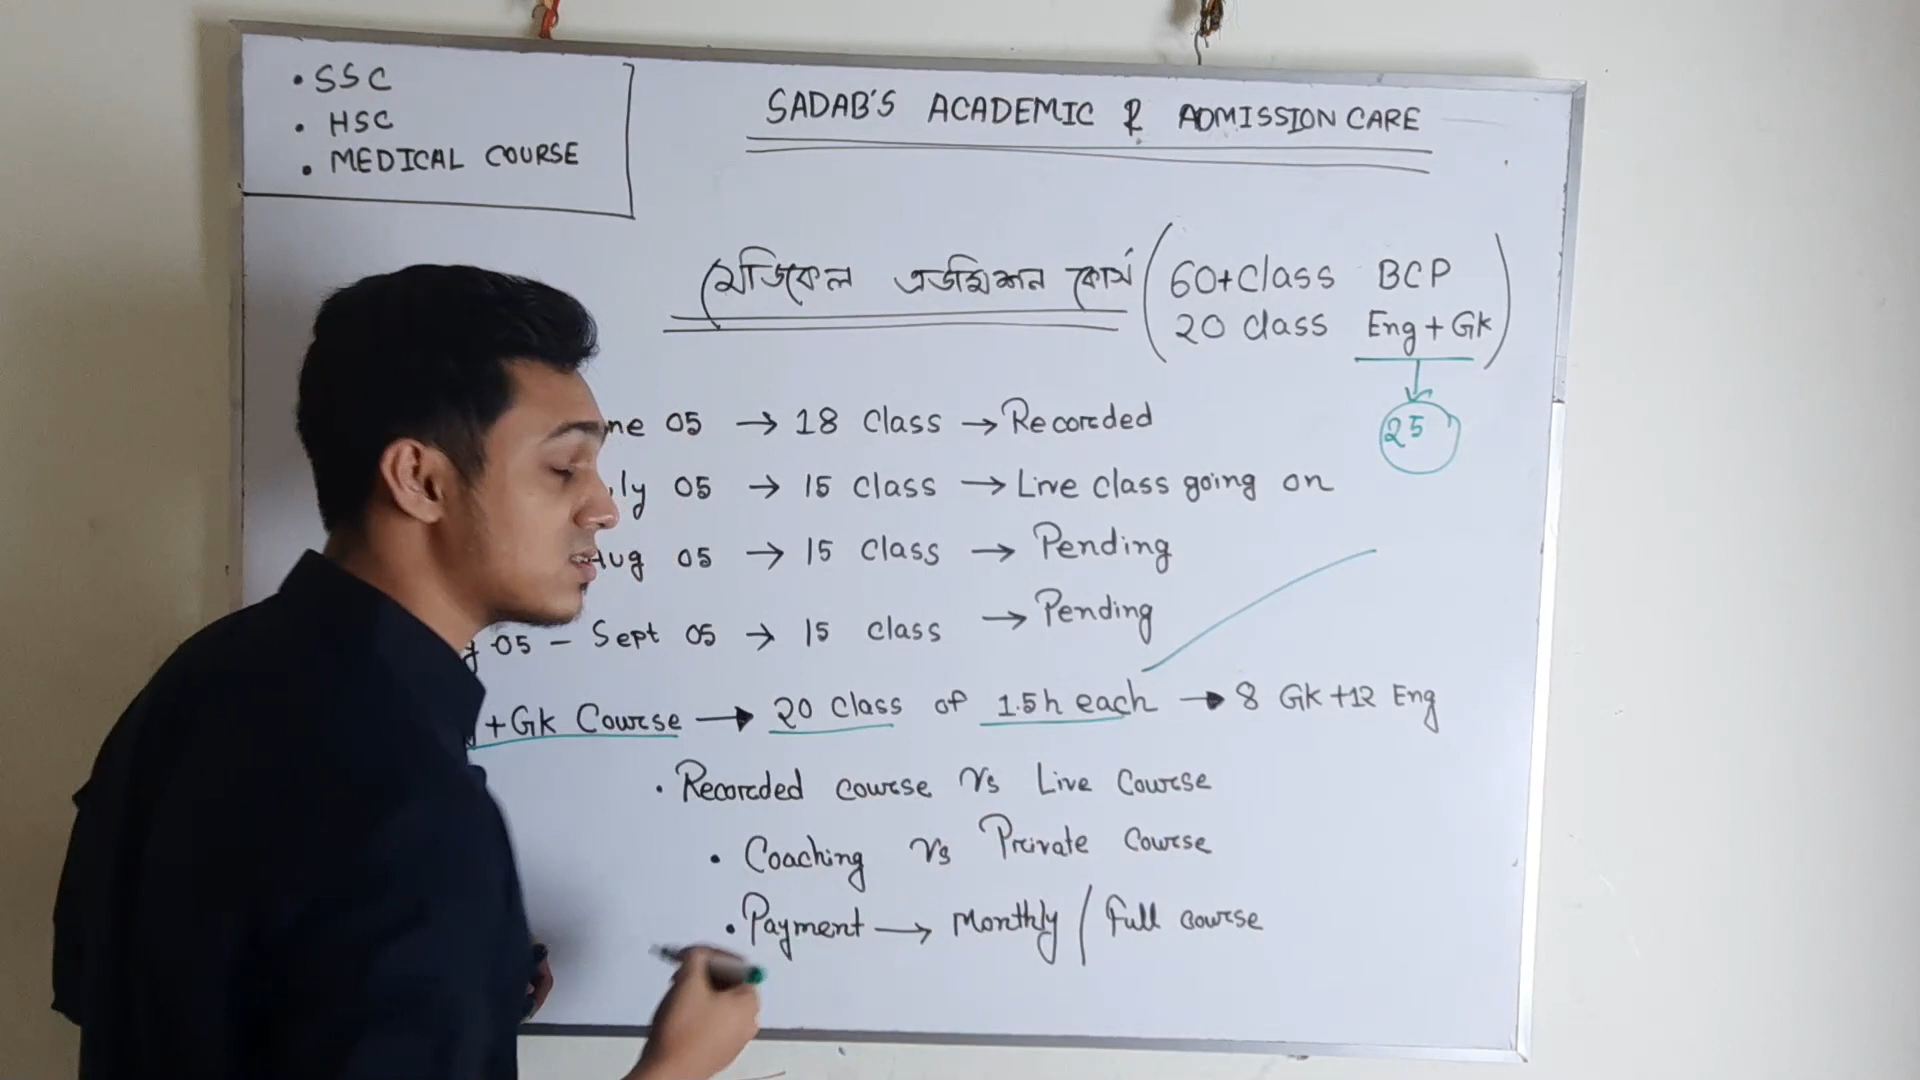 • SSC
• HSC
• MEDICAL COURSE
SADAB'S ACADEMIC & ADMISSION CARE
মেডিকেল এডমিশন কোর্স (60+Class BCP
20 Class Eng + Gk)
25
ne 05 → 18 Class → Recorded
ly 05 → 15 Class → Live class going on
Aug 05 → 15 Class → Pending
05 – Sept 05 → 15 class → Pending
+Gk Course → 20 Class of 1.5h each → 8 Gk +12 Eng
• Recorded course Vs Live Course
• Coaching Vs Private Course
• Payment → Monthly / Full course